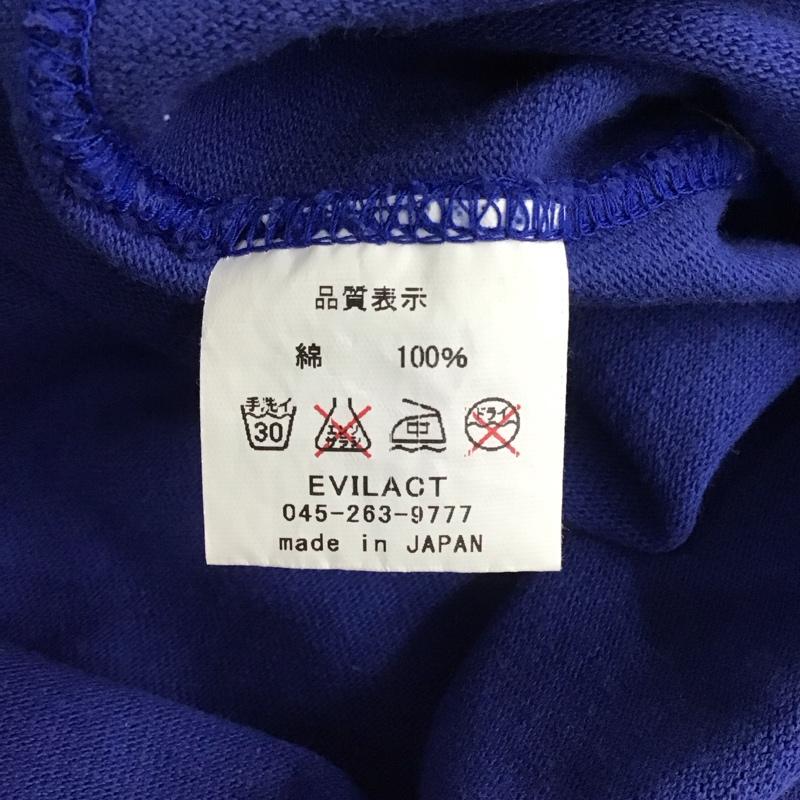 品質表示
綿 100%
手洗イ 30 エンソサラシ 中 ドライ
EVILACT
045-263-9777
made in JAPAN